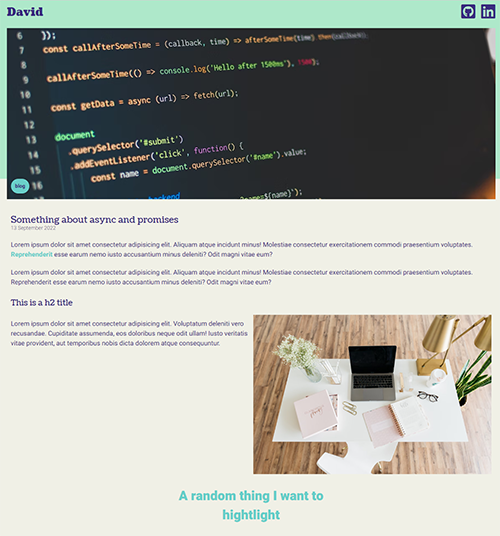 David
6 });
7 const callAfterSomeTime = (callback, time) => afterSomeTime(time) then(callback);
8
9 callAfterSomeTime(() => console.log('Hello after 1500ms'), 1500);
10
11 const getData = async (url) => fetch(url);
12
13 document
14 .querySelector('#submit')
15 .addEventListener('click', function() {
16 const name = document.querySelector('#name').value;
backend
?name=${name}`);
blog
Something about async and promises
13 September 2022
Lorem ipsum dolor sit amet consectetur adipisicing elit. Aliquam atque incidunt minus! Molestiae consectetur exercitationem commodi praesentium voluptates.
Reprehenderit esse earum nemo iusto accusantium minus deleniti? Odit magni vitae eum?
Lorem ipsum dolor sit amet consectetur adipisicing elit. Aliquam atque incidunt minus! Molestiae consectetur exercitationem commodi praesentium voluptates.
Reprehenderit esse earum nemo iusto accusantium minus deleniti? Odit magni vitae eum?
This is a h2 title
Lorem ipsum dolor sit amet consectetur adipisicing elit. Voluptatum deleniti vero
recusandae. Cupiditate assumenda, eos doloribus neque odit ullam! Iusto veritatis
vitae provident, aut temporibus nobis dicta dolorem atque consequuntur.
A random thing I want to
hightlight